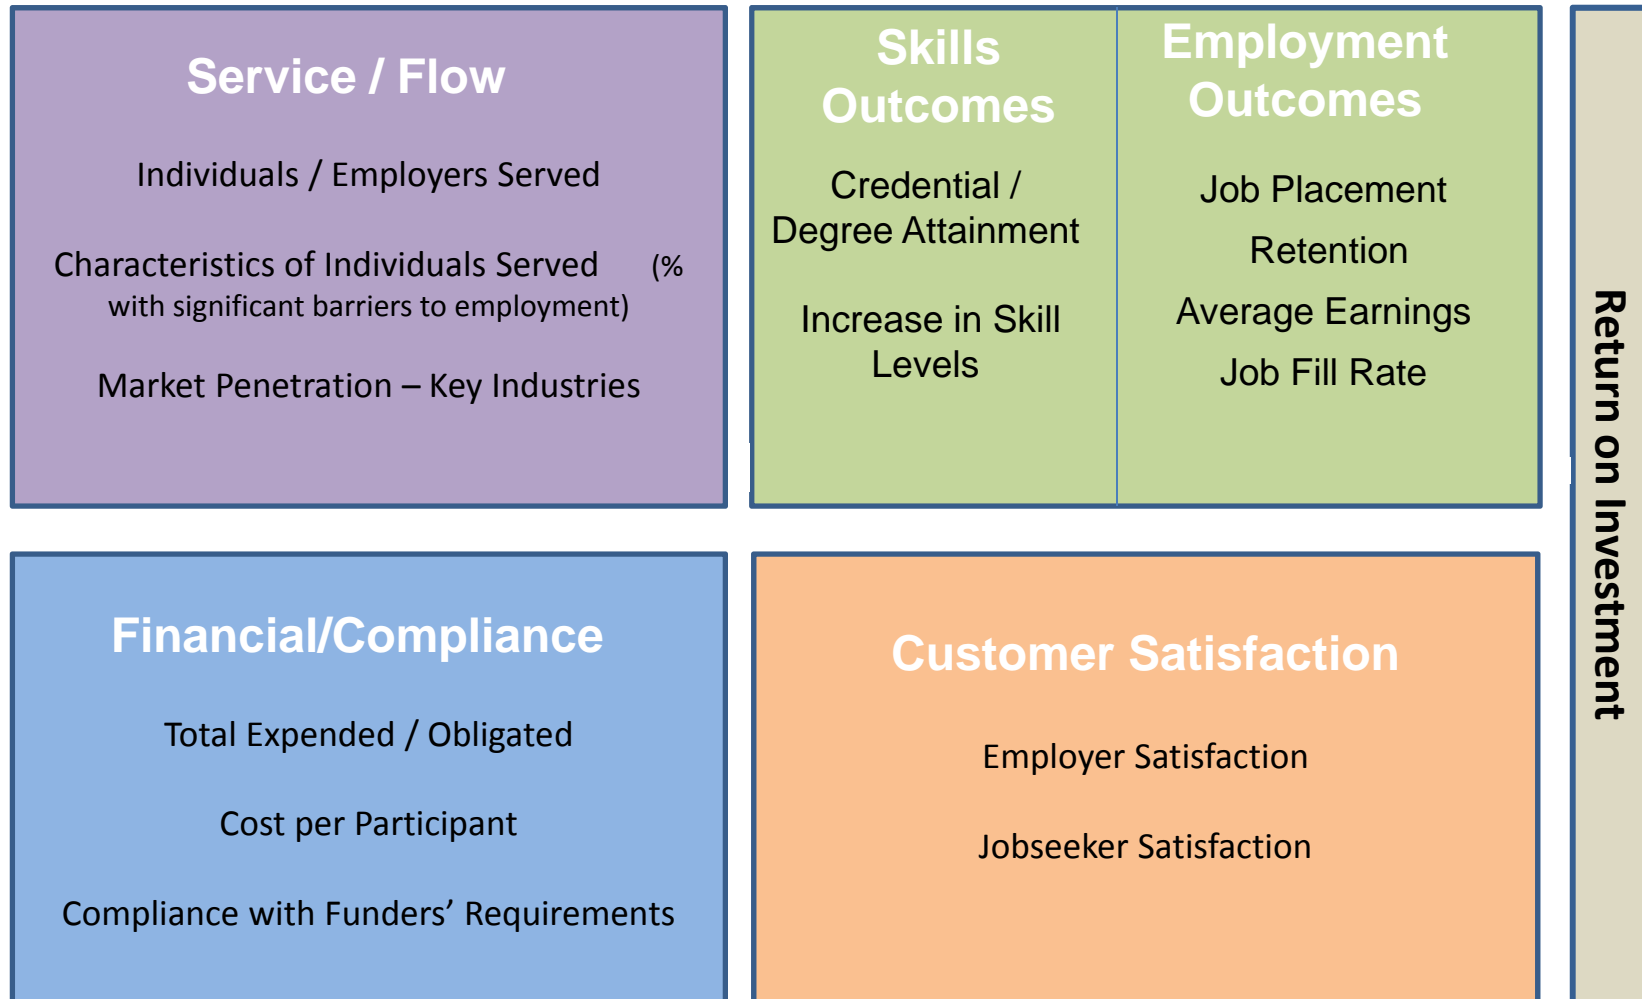 Service / Flow
Individuals / Employers Served
Characteristics of Individuals Served (%
with significant barriers to employment)
Market Penetration – Key Industries
Skills
Outcomes
Credential /
Degree Attainment
Increase in Skill
Levels
Employment
Outcomes
Job Placement
Retention
Average Earnings
Job Fill Rate
Financial/Compliance
Total Expended / Obligated
Cost per Participant
Compliance with Funders’ Requirements
Customer Satisfaction
Employer Satisfaction
Jobseeker Satisfaction
Return on Investment